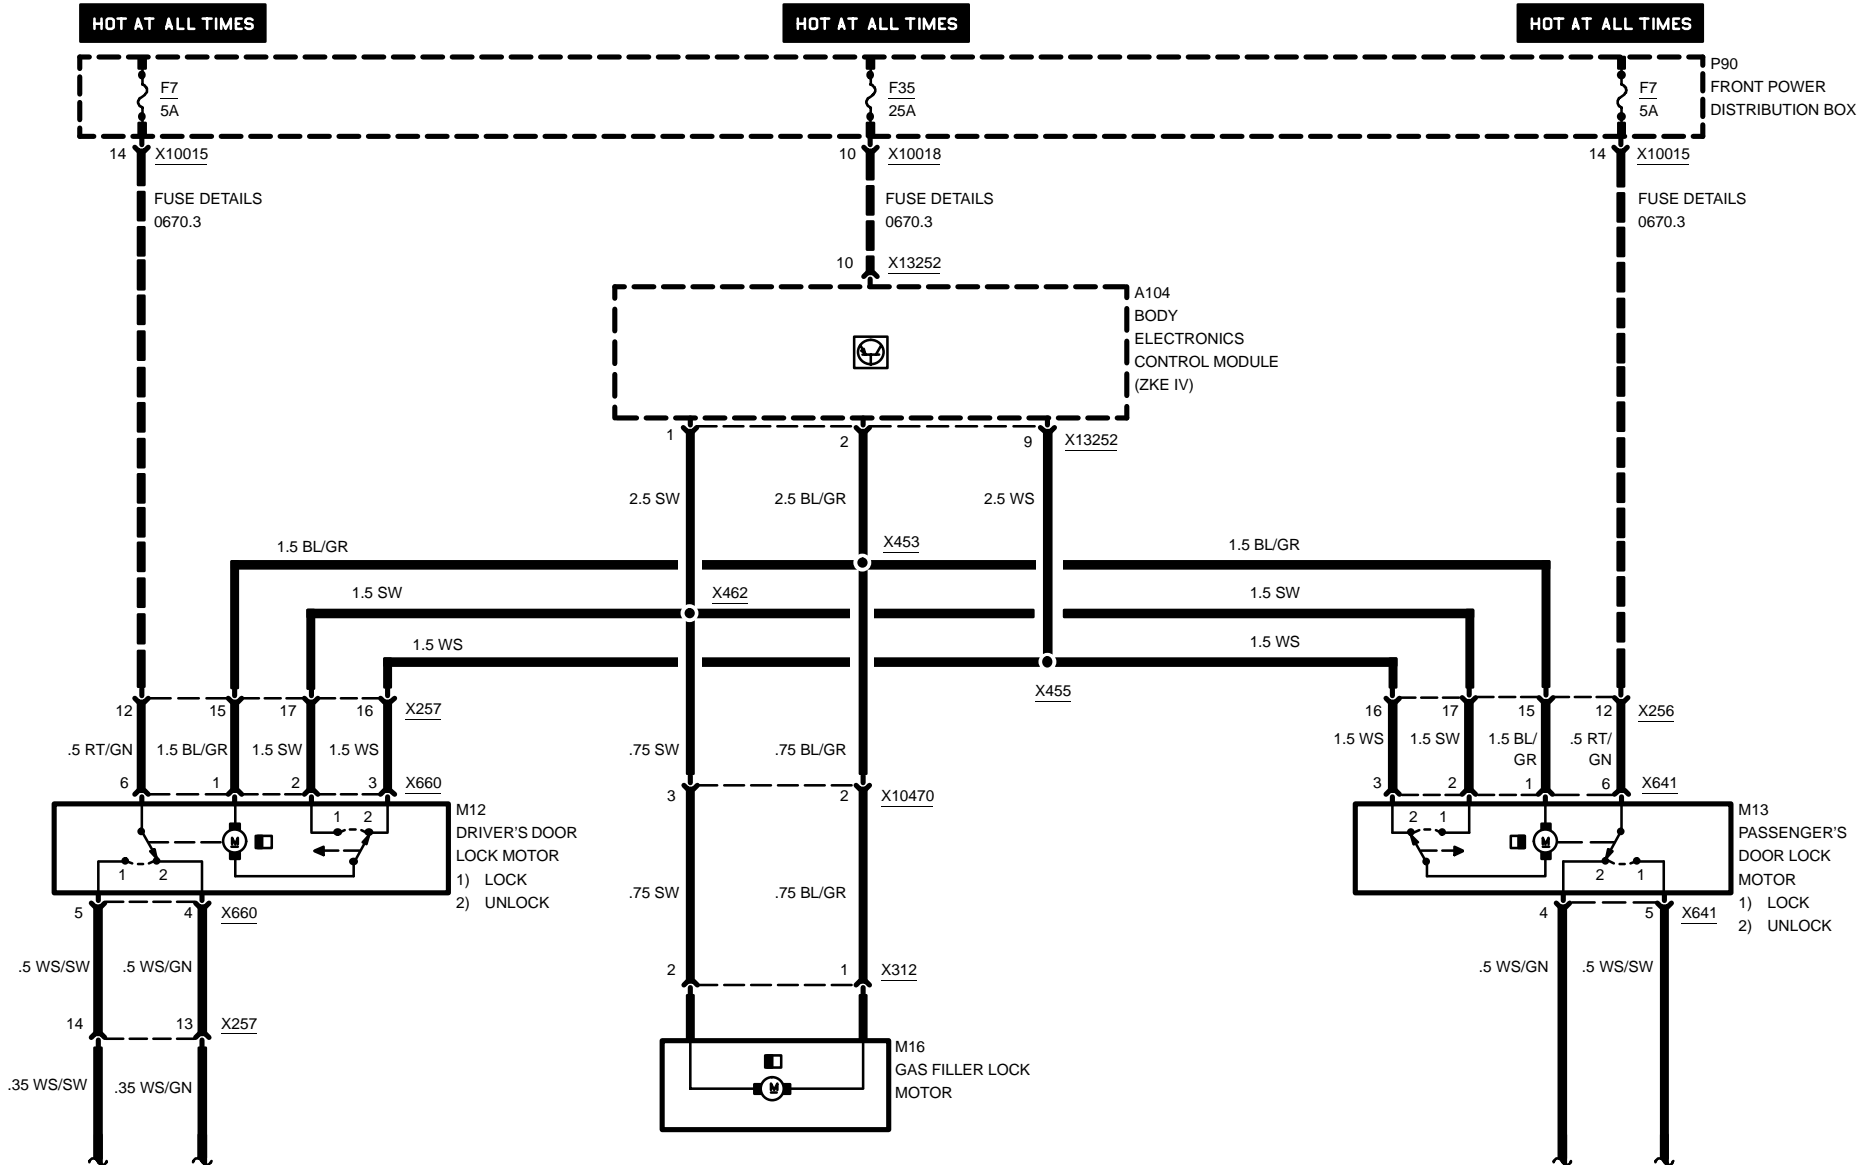 HOT AT ALL TIMES
HOT AT ALL TIMES
HOT AT ALL TIMES
F7
5A
F35
25A
F7
5A
P90
FRONT POWER
DISTRIBUTION BOX
14 X10015
10 X10018
14 X10015
FUSE DETAILS
0670.3
FUSE DETAILS
0670.3
FUSE DETAILS
0670.3
10 X13252
A104
BODY
ELECTRONICS
CONTROL MODULE
(ZKE IV)
1 2 9 X13252
2.5 SW 2.5 BL/GR 2.5 WS
1.5 BL/GR X453 1.5 BL/GR
1.5 SW X462 1.5 SW
1.5 WS 1.5 WS
X455
12 15 17 16 X257
16 17 15 12 X256
.5 RT/GN 1.5 BL/GR 1.5 SW 1.5 WS
.75 SW .75 BL/GR
1.5 WS 1.5 SW 1.5 BL/
GR
.5 RT/
GN
6 1 2 3 X660
3 2 X10470
3 2 1 6 X641
1 2
M
1 2
M12
DRIVER'S DOOR
LOCK MOTOR
1) LOCK
2) UNLOCK
2 1
M
2 1
M13
PASSENGER'S
DOOR LOCK
MOTOR
1) LOCK
2) UNLOCK
.75 SW .75 BL/GR
5 4 X660
4 5 X641
.5 WS/SW .5 WS/GN
2 1 X312
.5 WS/GN .5 WS/SW
14 13 X257
M
M16
GAS FILLER LOCK
MOTOR
.35 WS/SW .35 WS/GN